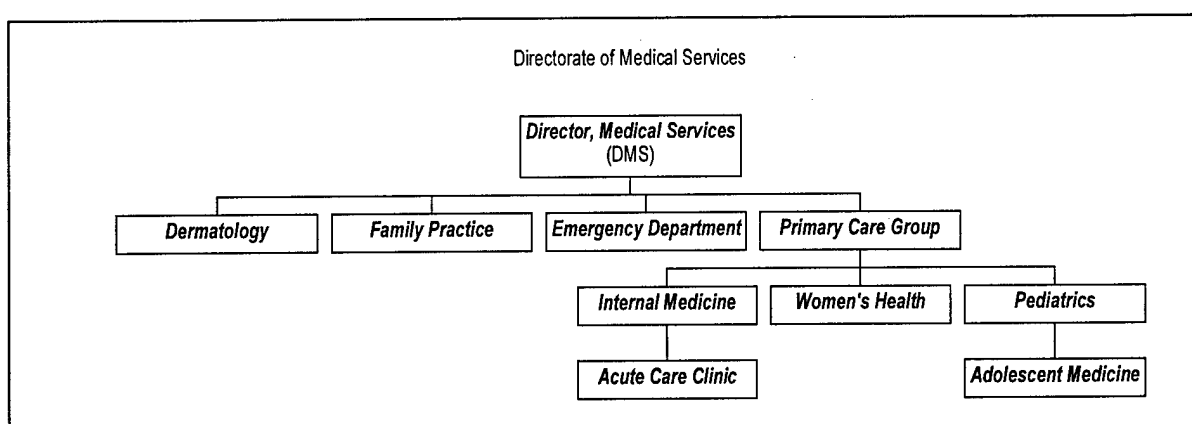 Directorate of Medical Services
Director, Medical Services
(DMS)
Dermatology
Family Practice
Emergency Department
Primary Care Group
Internal Medicine
Women's Health
Pediatrics
Acute Care Clinic
Adolescent Medicine